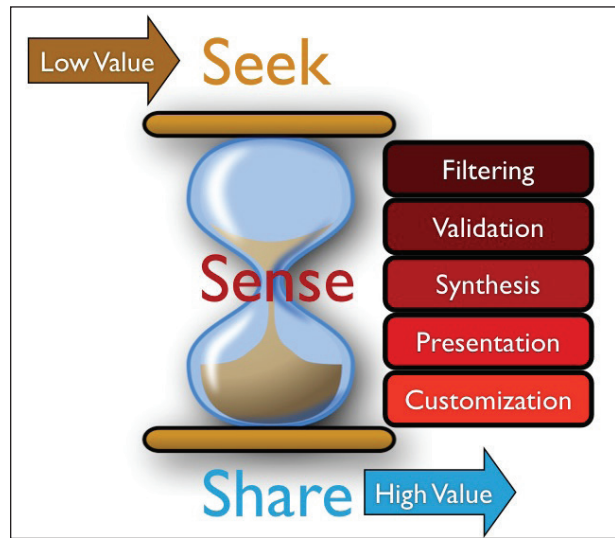 Low Value
Seek
Filtering
Validation
Sense
Synthesis
Presentation
Customization
Share
High Value